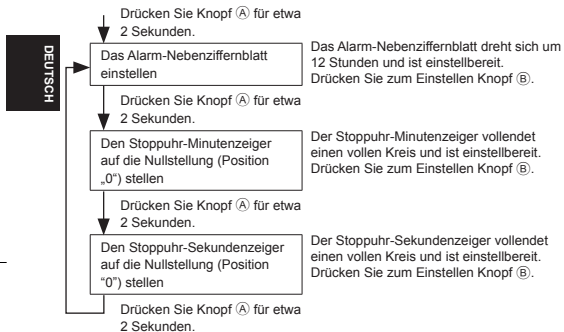 Drücken Sie Knopf Ⓐ für etwa
2 Sekunden.
DEUTSCH
Das Alarm-Nebenziffernblatt
einstellen
Das Alarm-Nebenziffernblatt dreht sich um
12 Stunden und ist einstellbereit.
Drücken Sie zum Einstellen Knopf Ⓑ.
Drücken Sie Knopf Ⓐ für etwa
2 Sekunden.
Den Stoppuhr-Minutenzeiger
auf die Nullstellung (Position
„0“) stellen
Der Stoppuhr-Minutenzeiger vollendet
einen vollen Kreis und ist einstellbereit.
Drücken Sie zum Einstellen Knopf Ⓑ.
Drücken Sie Knopf Ⓐ für etwa
2 Sekunden.
Den Stoppuhr-Sekundenzeiger
auf die Nullstellung (Position
“0”) stellen
Der Stoppuhr-Sekundenzeiger vollendet
einen vollen Kreis und ist einstellbereit.
Drücken Sie zum Einstellen Knopf Ⓑ.
Drücken Sie Knopf Ⓐ für etwa
2 Sekunden.